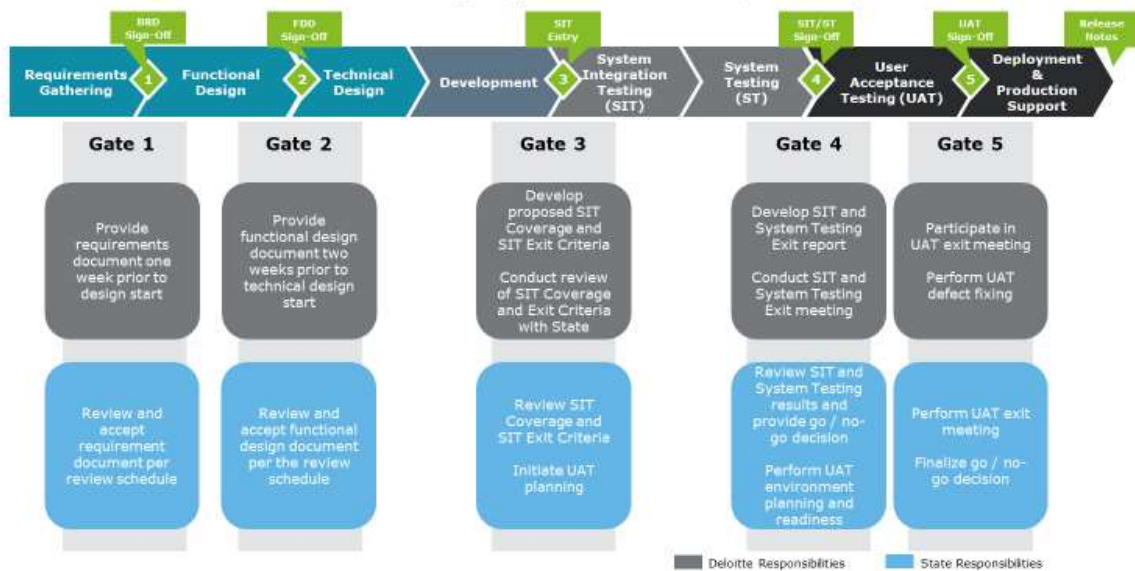 BRD
Sign-Off
FDD
Sign-Off
SIT
Entry
SIT/ST
Sign-Off
UAT
Sign-Off
Release
Notes
Requirements
Gathering
1
Functional
Design
2
Technical
Design
Development
3
System
Integration
Testing
(SIT)
System
Testing
(ST)
4
User
Acceptance
Testing (UAT)
5
Deployment
&
Production
Support
Gate 1
Gate 2
Gate 3
Gate 4
Gate 5
Provide
requirements
document one
week prior to
design start
Provide
functional design
document two
weeks prior to
technical design
start
Develop
proposed SIT
Coverage and
SIT Exit Criteria
Conduct review
of SIT Coverage
and Exit Criteria
with State
Develop SIT and
System Testing
Exit report
Conduct SIT and
System Testing
Exit meeting
Participate in
UAT exit meeting
Perform UAT
defect fixing
Review and
accept
requirement
document per
review schedule
Review and
accept functional
design document
per the review
schedule
Review SIT
Coverage and
SIT Exit Criteria
Initiate UAT
planning
Review SIT and
System Testing
results and
provide go / no-
go decision
Perform UAT
environment
planning and
readiness
Perform UAT exit
meeting
Finalize go / no-
go decision
Deloitte Responsibilities
State Responsibilities